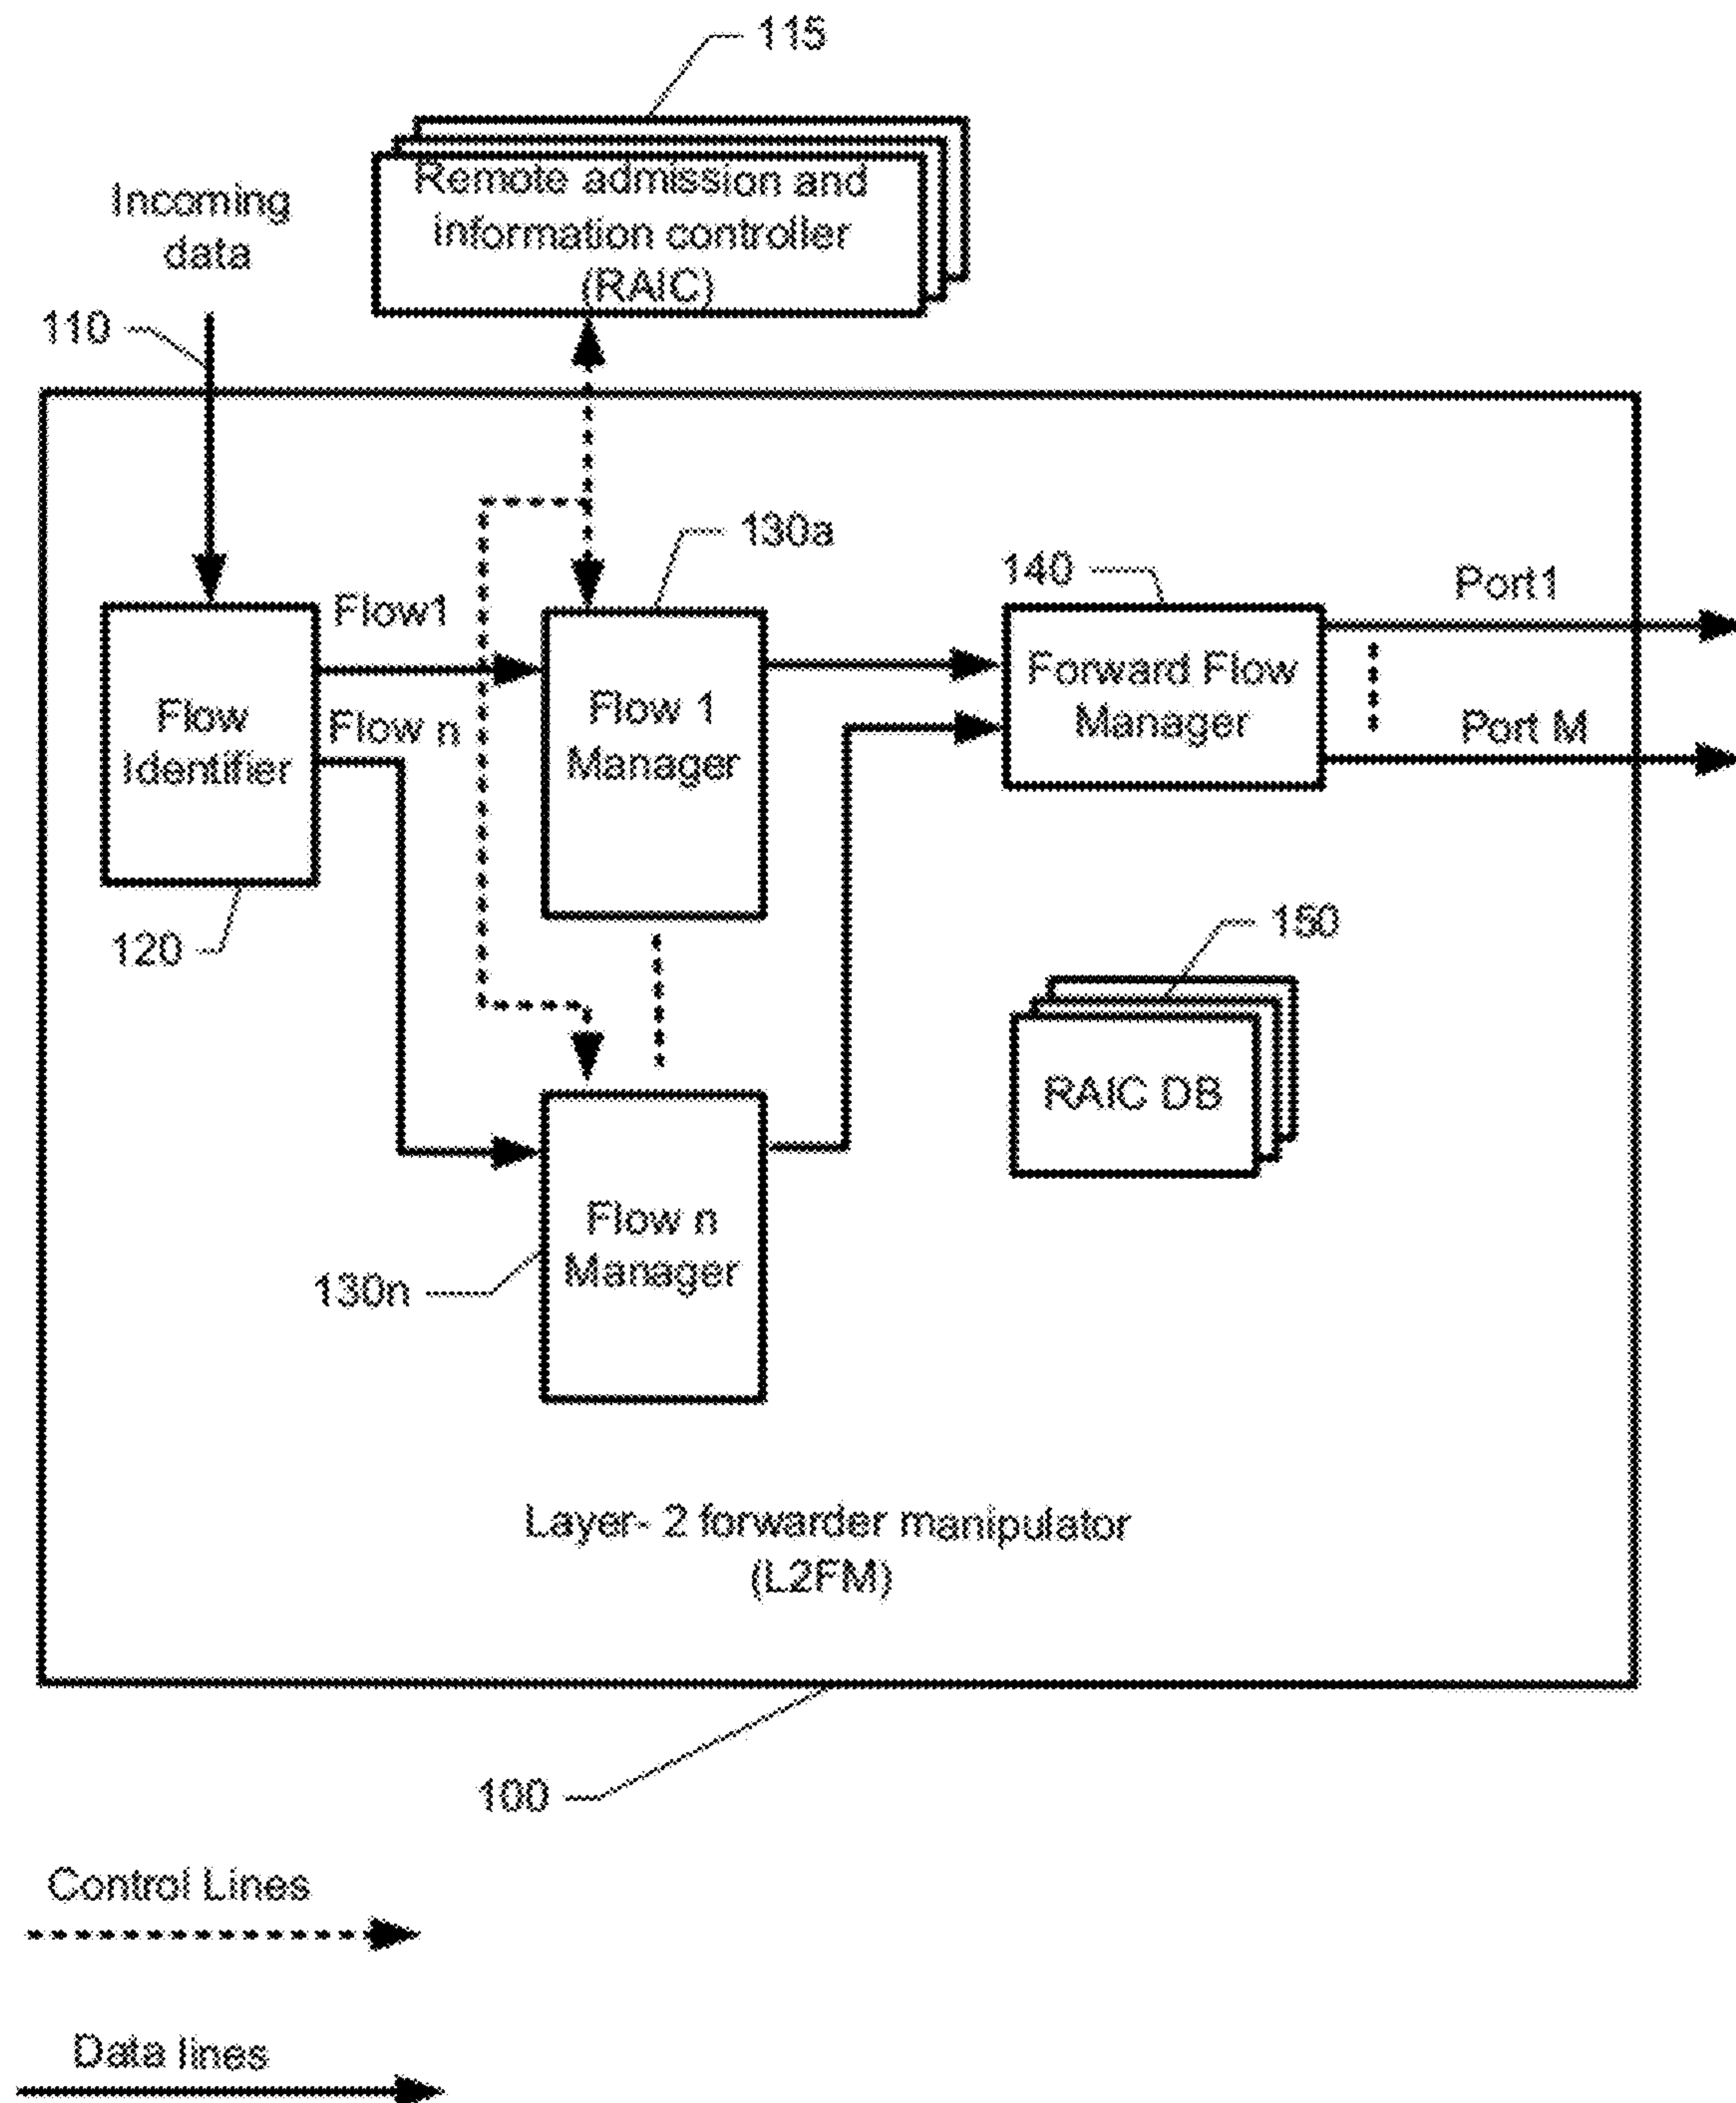 115
Remote admission and
information controller
(RAIC)
Incoming
data
110
130a
140
Port1
Flow1
Forward Flow
Manager
Flow 1
Manager
Flow
Identifier
Flow n
Port M
120
150
RAIC DB
Flow n
Manager
130n
Layer- 2 forwarder manipulator
(L2FM)
100
Control Lines
Data lines